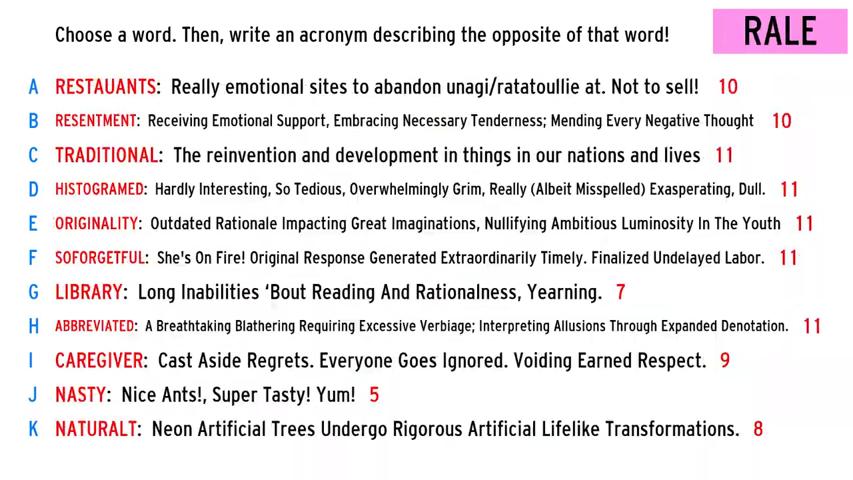 Choose a word. Then, write an acronym describing the opposite of that word!
RALE
A RESTAUANTS: Really emotional sites to abandon unagi/ratatoullie at. Not to sell! 10
B RESENTMENT: Receiving Emotional Support, Embracing Necessary Tenderness; Mending Every Negative Thought 10
C TRADITIONAL: The reinvention and development in things in our nations and lives 11
D HISTOGRAMED: Hardly Interesting, So Tedious, Overwhelmingly Grim, Really (Albeit Misspelled) Exasperating, Dull. 11
E ORIGINALITY: Outdated Rationale Impacting Great Imaginations, Nullifying Ambitious Luminosity In The Youth 11
F SOFORGETFUL: She's On Fire! Original Response Generated Extraordinarily Timely. Finalized Undelayed Labor. 11
G LIBRARY: Long Inabilities ‘Bout Reading And Rationalness, Yearning. 7
H ABBREVIATED: A Breathtaking Blathering Requiring Excessive Verbiage; Interpreting Allusions Through Expanded Denotation. 11
I CAREGIVER: Cast Aside Regrets. Everyone Goes Ignored. Voiding Earned Respect. 9
J NASTY: Nice Ants!, Super Tasty! Yum! 5
K NATURALT: Neon Artificial Trees Undergo Rigorous Artificial Lifelike Transformations. 8